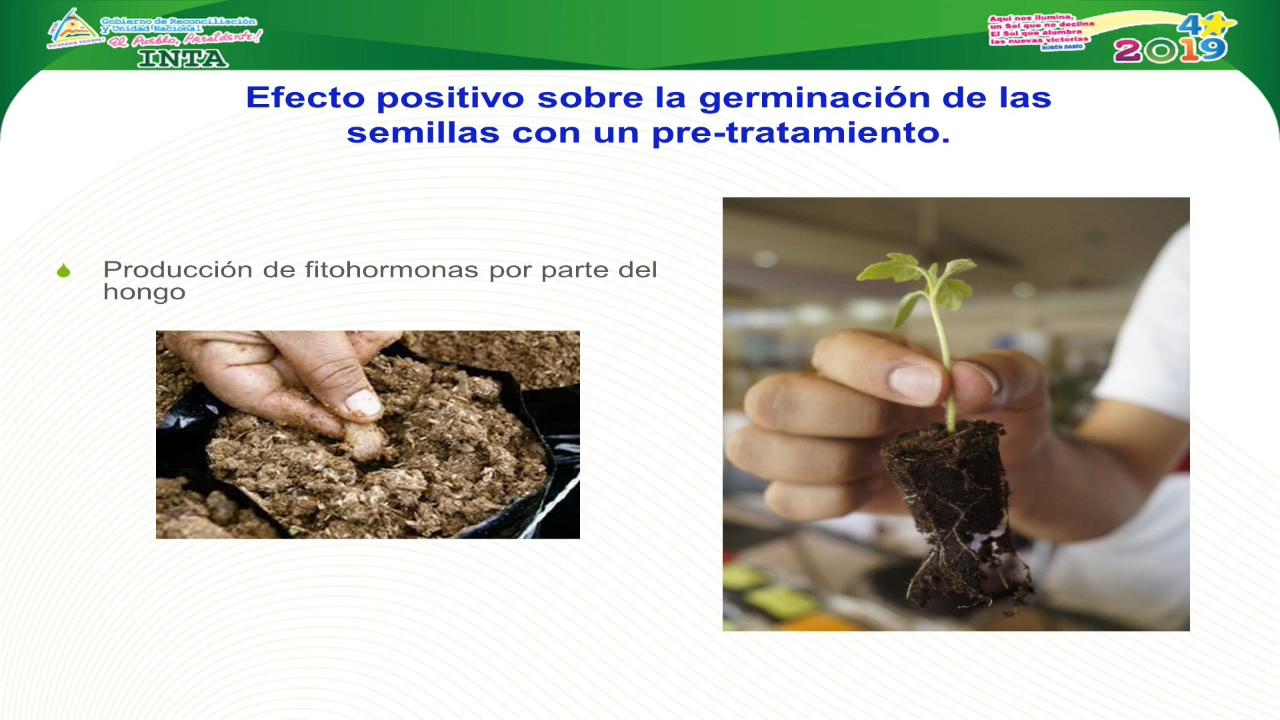 Gobierno de Reconciliación
y Unidad Nacional
El Pueblo, Presidente!
INTA
Aquí nos ilumina,
un Sol que no declina
El Sol que alumbra
las nuevas victorias
RUBÉN DARÍO
40
2019
Efecto positivo sobre la germinación de las
semillas con un pre-tratamiento.
Producción de fitohormonas por parte del
hongo